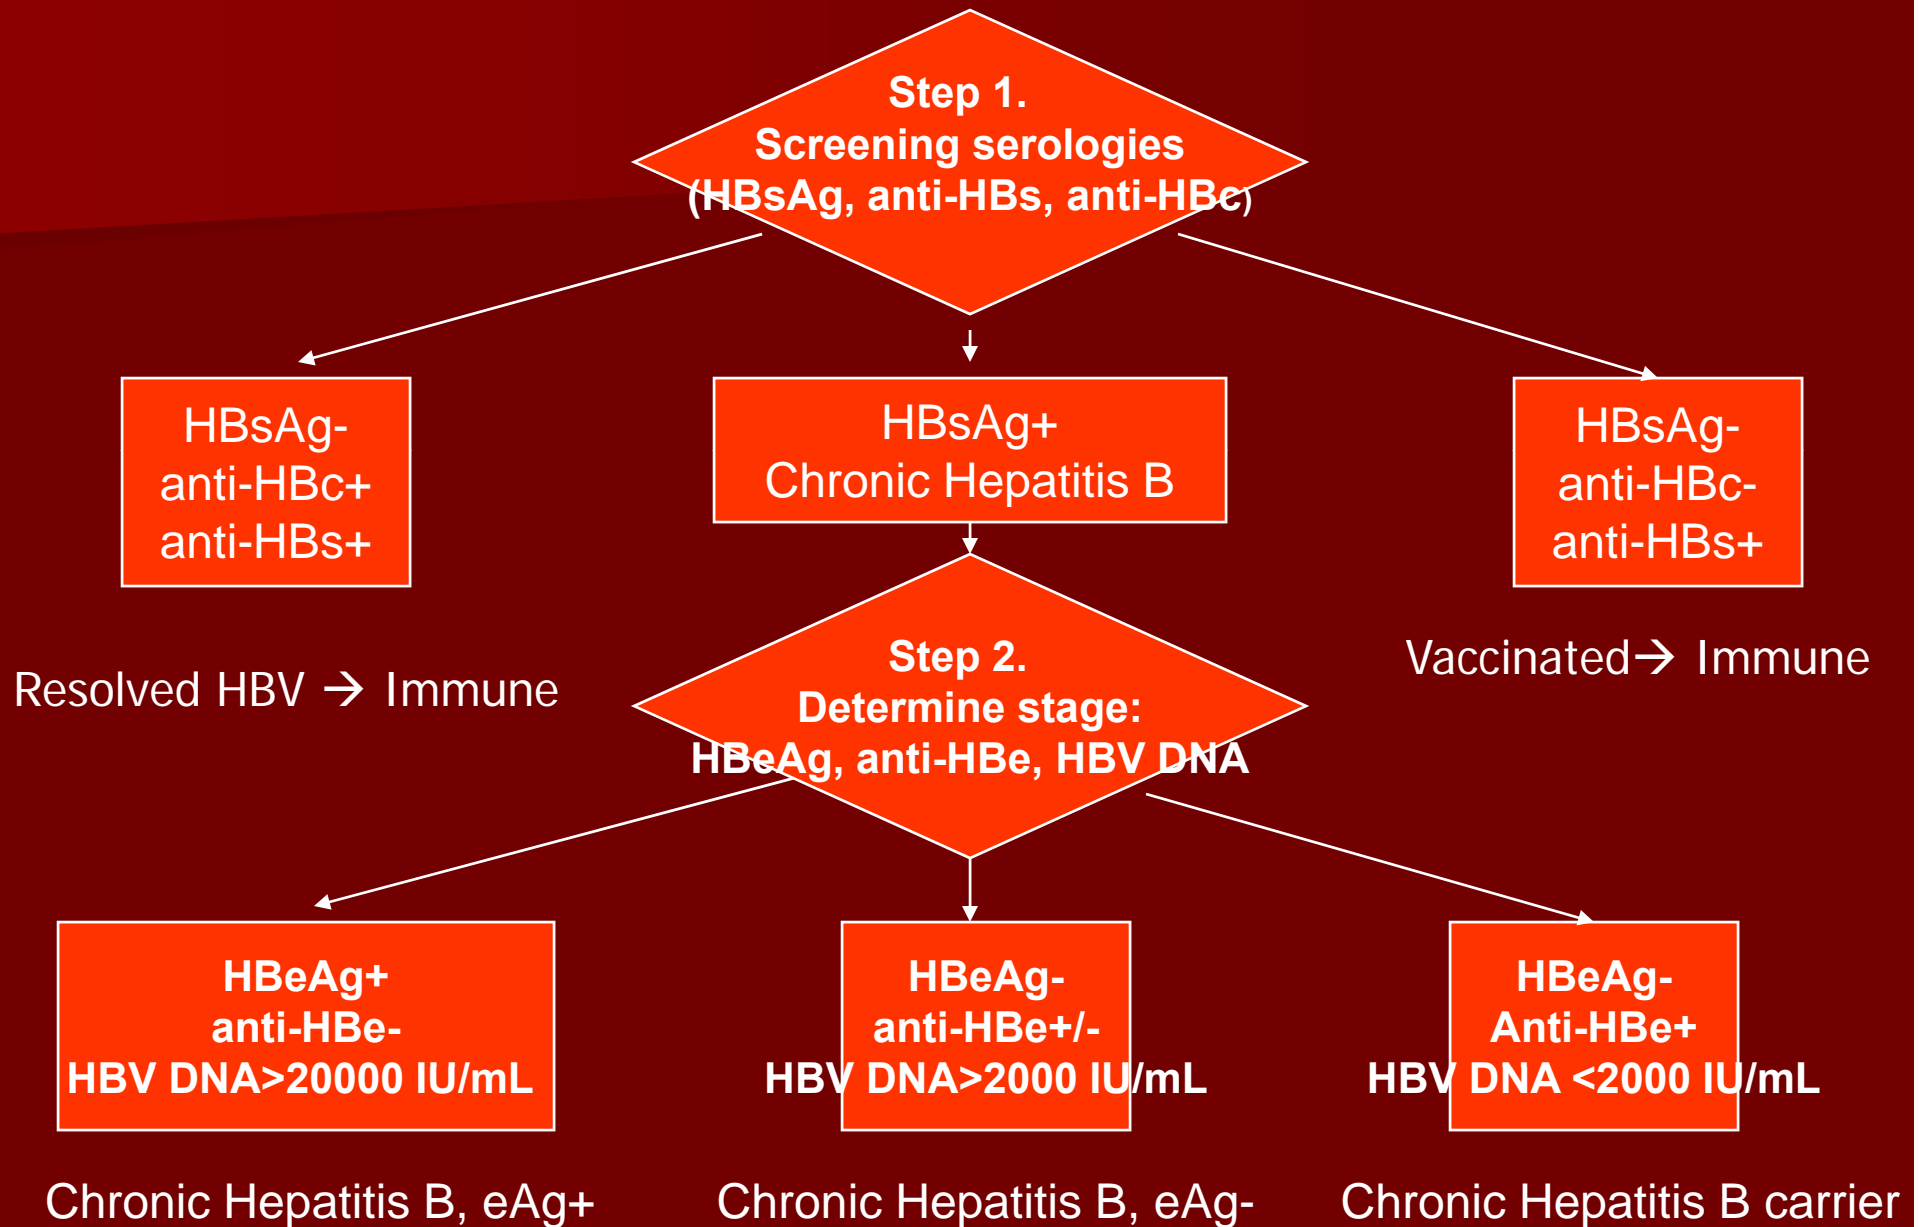 Step 1.
Screening serologies
(HBsAg, anti-HBs, anti-HBc)
HBsAg-
anti-HBc+
anti-HBs+
Resolved HBV → Immune
HBsAg+
Chronic Hepatitis B
HBsAg-
anti-HBc-
anti-HBs+
Vaccinated→ Immune
Step 2.
Determine stage:
HBeAg, anti-HBe, HBV DNA
HBeAg+
anti-HBe-
HBV DNA>20000 IU/mL
Chronic Hepatitis B, eAg+
HBeAg-
anti-HBe+/-
HBV DNA>2000 IU/mL
Chronic Hepatitis B, eAg-
HBeAg-
Anti-HBe+
HBV DNA <2000 IU/mL
Chronic Hepatitis B carrier